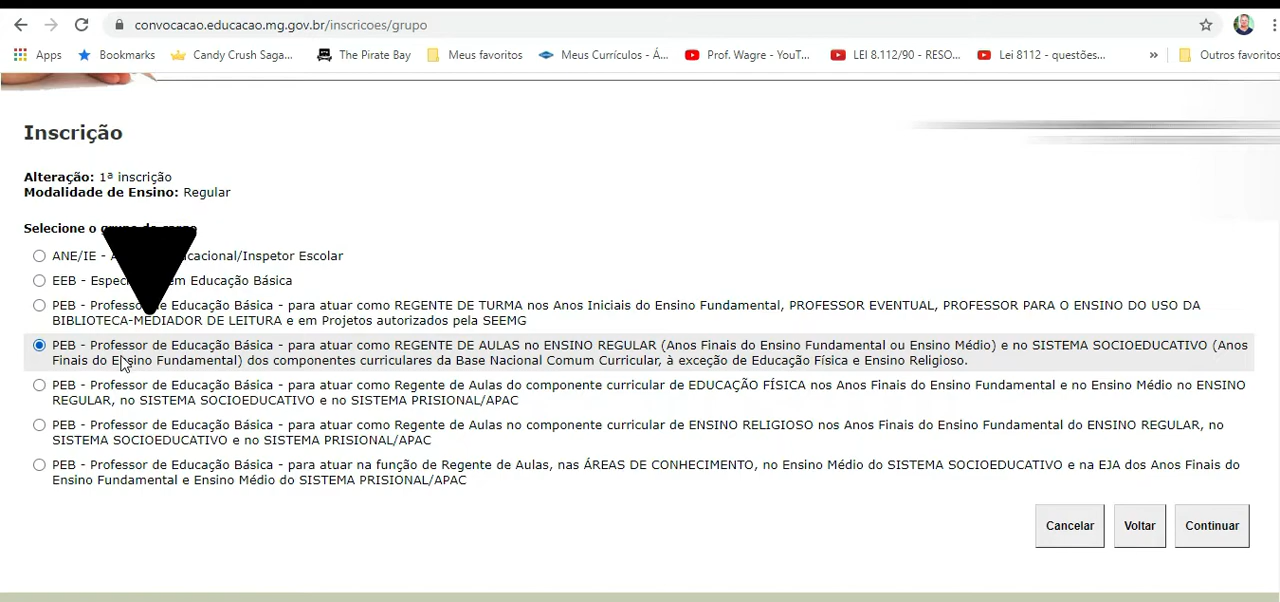 convocacao.educacao.mg.gov.br/inscricoes/grupo
Apps Bookmarks Candy Crush Saga... The Pirate Bay Meus favoritos Meus Currículos - Á... Prof. Wagre - YouT... LEI 8.112/90 - RESO... Lei 8112 - questões... » Outros favoritos
Inscrição
Alteração: 1ª inscrição
Modalidade de Ensino: Regular
Selecione o grupo de cargo
ANE/IE - A cacional/Inspetor Escolar
EEB - Especi em Educação Básica
PEB - Professor de Educação Básica - para atuar como REGENTE DE TURMA nos Anos Iniciais do Ensino Fundamental, PROFESSOR EVENTUAL, PROFESSOR PARA O ENSINO DO USO DA
BIBLIOTECA-MEDIADOR DE LEITURA e em Projetos autorizados pela SEEMG
PEB - Professor de Educação Básica - para atuar como REGENTE DE AULAS no ENSINO REGULAR (Anos Finais do Ensino Fundamental ou Ensino Médio) e no SISTEMA SOCIOEDUCATIVO (Anos
Finais do Ensino Fundamental) dos componentes curriculares da Base Nacional Comum Curricular, à exceção de Educação Física e Ensino Religioso.
PEB - Professor de Educação Básica - para atuar como Regente de Aulas do componente curricular de EDUCAÇÃO FÍSICA nos Anos Finais do Ensino Fundamental e no Ensino Médio no ENSINO
REGULAR, no SISTEMA SOCIOEDUCATIVO e no SISTEMA PRISIONAL/APAC
PEB - Professor de Educação Básica - para atuar como Regente de Aulas no componente curricular de ENSINO RELIGIOSO nos Anos Finais do Ensino Fundamental do ENSINO REGULAR, no
SISTEMA SOCIOEDUCATIVO e no SISTEMA PRISIONAL/APAC
PEB - Professor de Educação Básica - para atuar na função de Regente de Aulas, nas ÁREAS DE CONHECIMENTO, no Ensino Médio do SISTEMA SOCIOEDUCATIVO e na EJA dos Anos Finais do
Ensino Fundamental e Ensino Médio do SISTEMA PRISIONAL/APAC
Cancelar Voltar Continuar